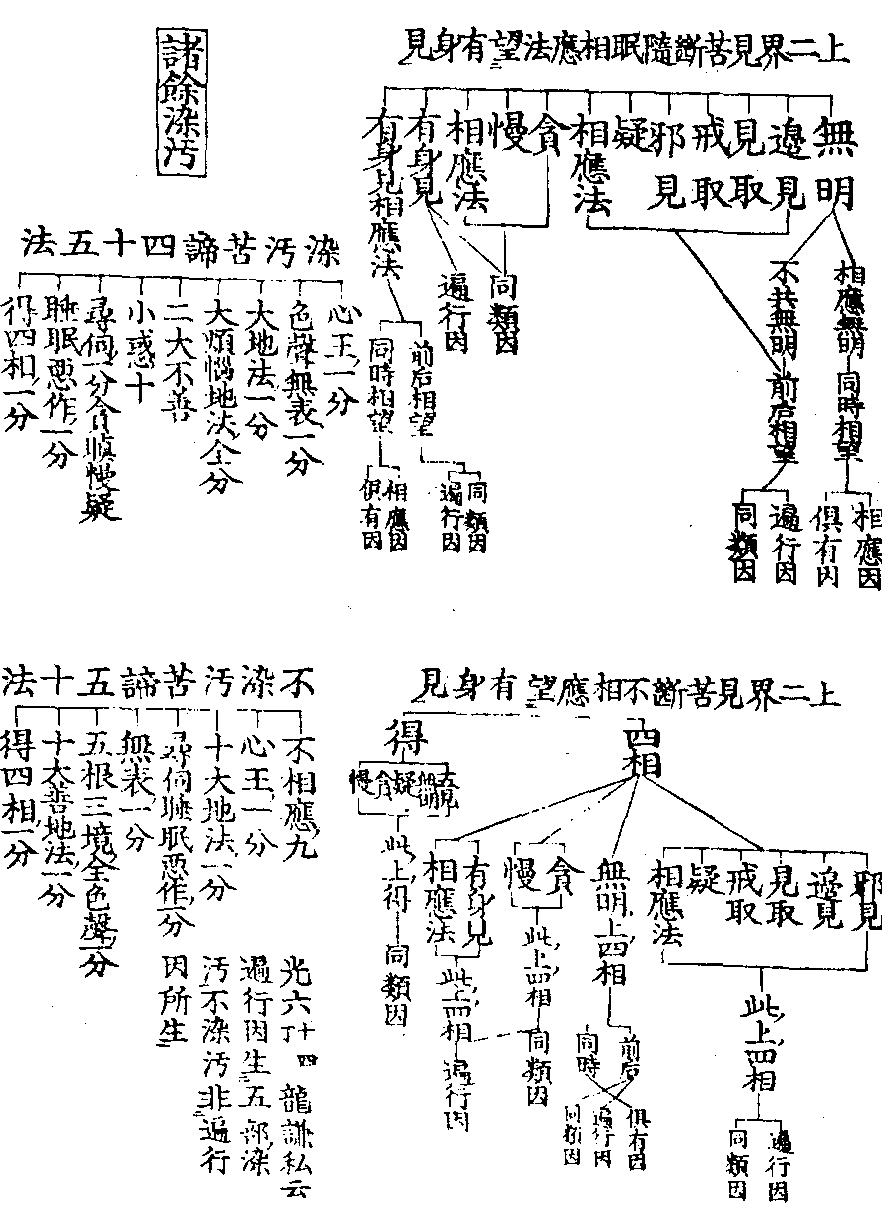 上二界見苦斷隨眠相應法望有身見
無明
邊見
見取
戒取
邪見
疑
相應法
貪
慢
相應法
有身見
有身見相應法
相應無明
同時相望
相應因
俱有因
不共無明
前后相望
遍行因
同類因
同類因
遍行因
前后相望
同類因
遍行因
同時相望
相應因
俱有因
諸餘染污
染污苦諦四十五法
心王,一分
色聲無表一分
大地法一分
大煩惱地法,全分
二大不善
小惑十
尋伺一分貪瞋慢疑
睡眠惡作,一分
得四相,一分
上二界見苦斷不相應望有身見
四相
邪見
邊見
見取
戒取
疑
相應法
此,上四相
遍行因
同類因
無明,上四相
前后
同時
俱有因
遍行因
同類因
貪
慢
此,上四相
同類因
有身見
相應法
此,上四相
遍行因
得
五見
無明
疑
貪
慢
此,上得
同類因
不染污苦諦五十法
不相應,九
心王,一分
十大地法,一分
尋伺睡眠惡作,一分
無表一分
五根三境,全色聲,一分
十大善地法,一分
得四相一分
光六十四丁 龍謙私云
遍行因生五部,染
污不染污非遍行
因所生